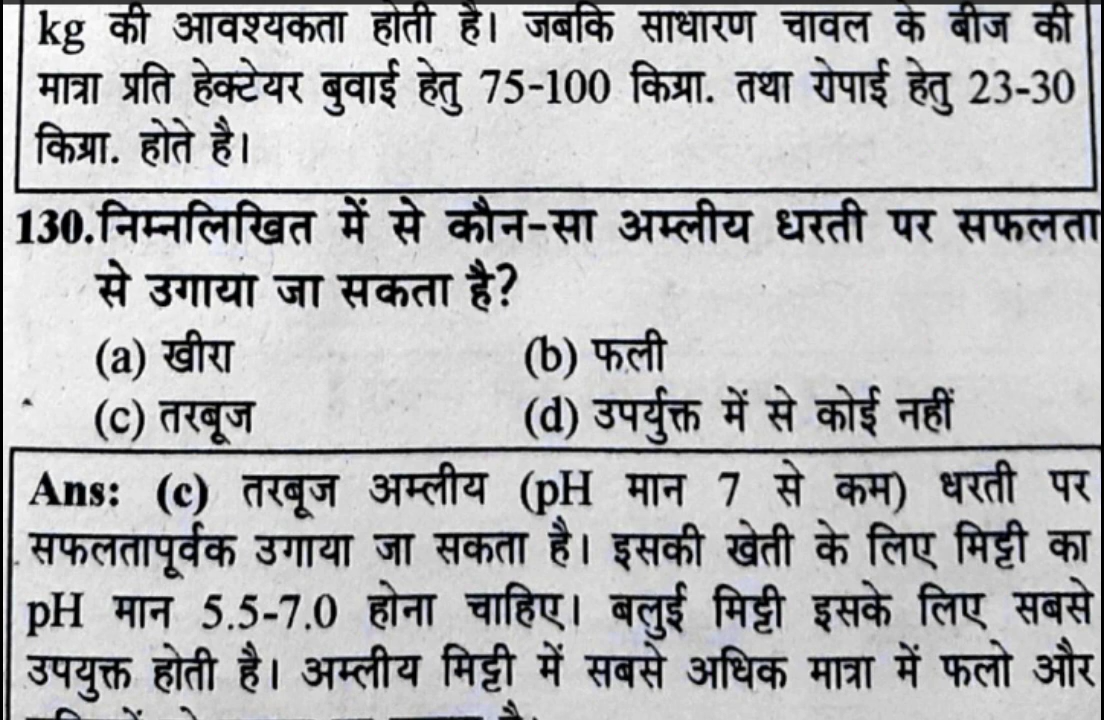 kg की आवश्यकता होती है। जबकि साधारण चावल के बीज की
मात्रा प्रति हेक्टेयर बुवाई हेतु 75-100 किग्रा. तथा रोपाई हेतु 23-30
किग्रा. होते है।
130.निम्नलिखित में से कौन-सा अम्लीय धरती पर सफलता
से उगाया जा सकता है?
(a) खीरा (b) फली
(c) तरबूज (d) उपर्युक्त में से कोई नहीं
Ans: (c) तरबूज अम्लीय (pH मान 7 से कम) धरती पर
सफलतापूर्वक उगाया जा सकता है। इसकी खेती के लिए मिट्टी का
pH मान 5.5-7.0 होना चाहिए। बलुई मिट्टी इसके लिए सबसे
उपयुक्त होती है। अम्लीय मिट्टी में सबसे अधिक मात्रा में फलो और